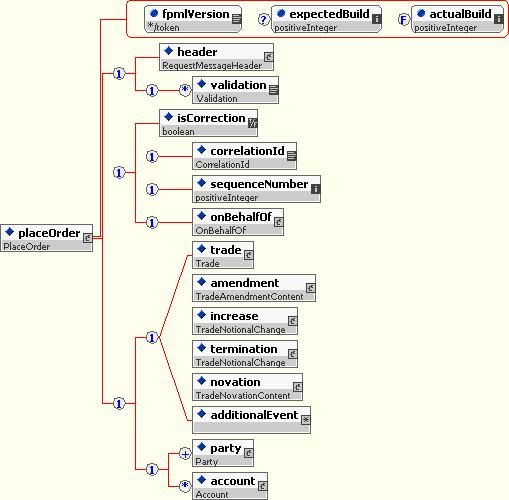 fpmlVersion
*/token
?
expectedBuild
positiveInteger
F
actualBuild
positiveInteger
1
header
RequestMessageHeader
1
*
validation
Validation
isCorrection
boolean
1
1
correlationId
CorrelationId
1
sequenceNumber
positiveInteger
1
onBehalfOf
OnBehalfOf
placeOrder
PlaceOrder
trade
Trade
amendment
TradeAmendmentContent
increase
TradeNotionalChange
1
termination
TradeNotionalChange
novation
TradeNovationContent
1
additionalEvent
+
party
Party
1
*
account
Account